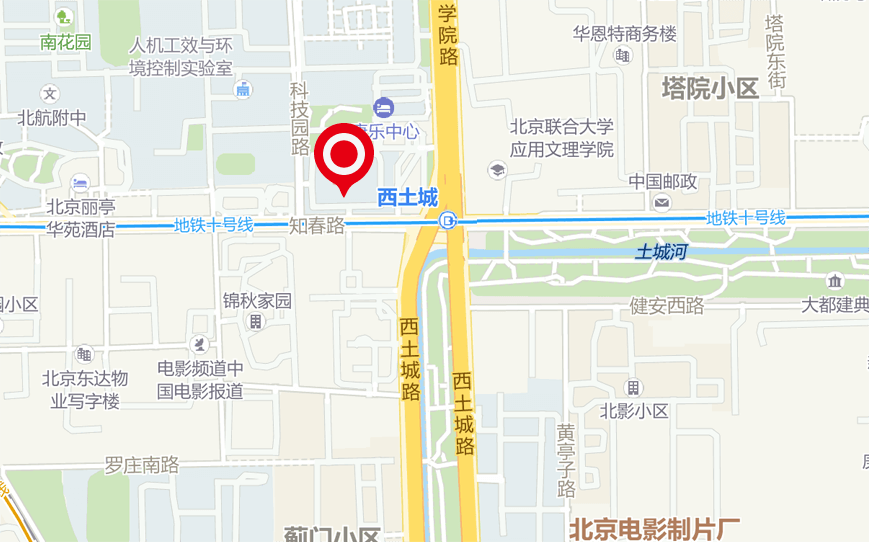 学院路
塔院东街
华恩特商务楼
南花园
人机工效与环
境控制实验室
塔院小区
科技园路
北航附中
康乐中心
北京联合大学
应用文理学院
中国邮政
西土城
北京丽亭
华苑酒店
地铁十号线
知春路
地铁十号线
土城河
锦秋家园
小区
健安西路
大都建典
西土城路
电影频道中
国电影报道
北京东达物
业写字楼
西土城路
北影小区
黄亭子路
罗庄南路
蓟门小区
北京电影制片厂